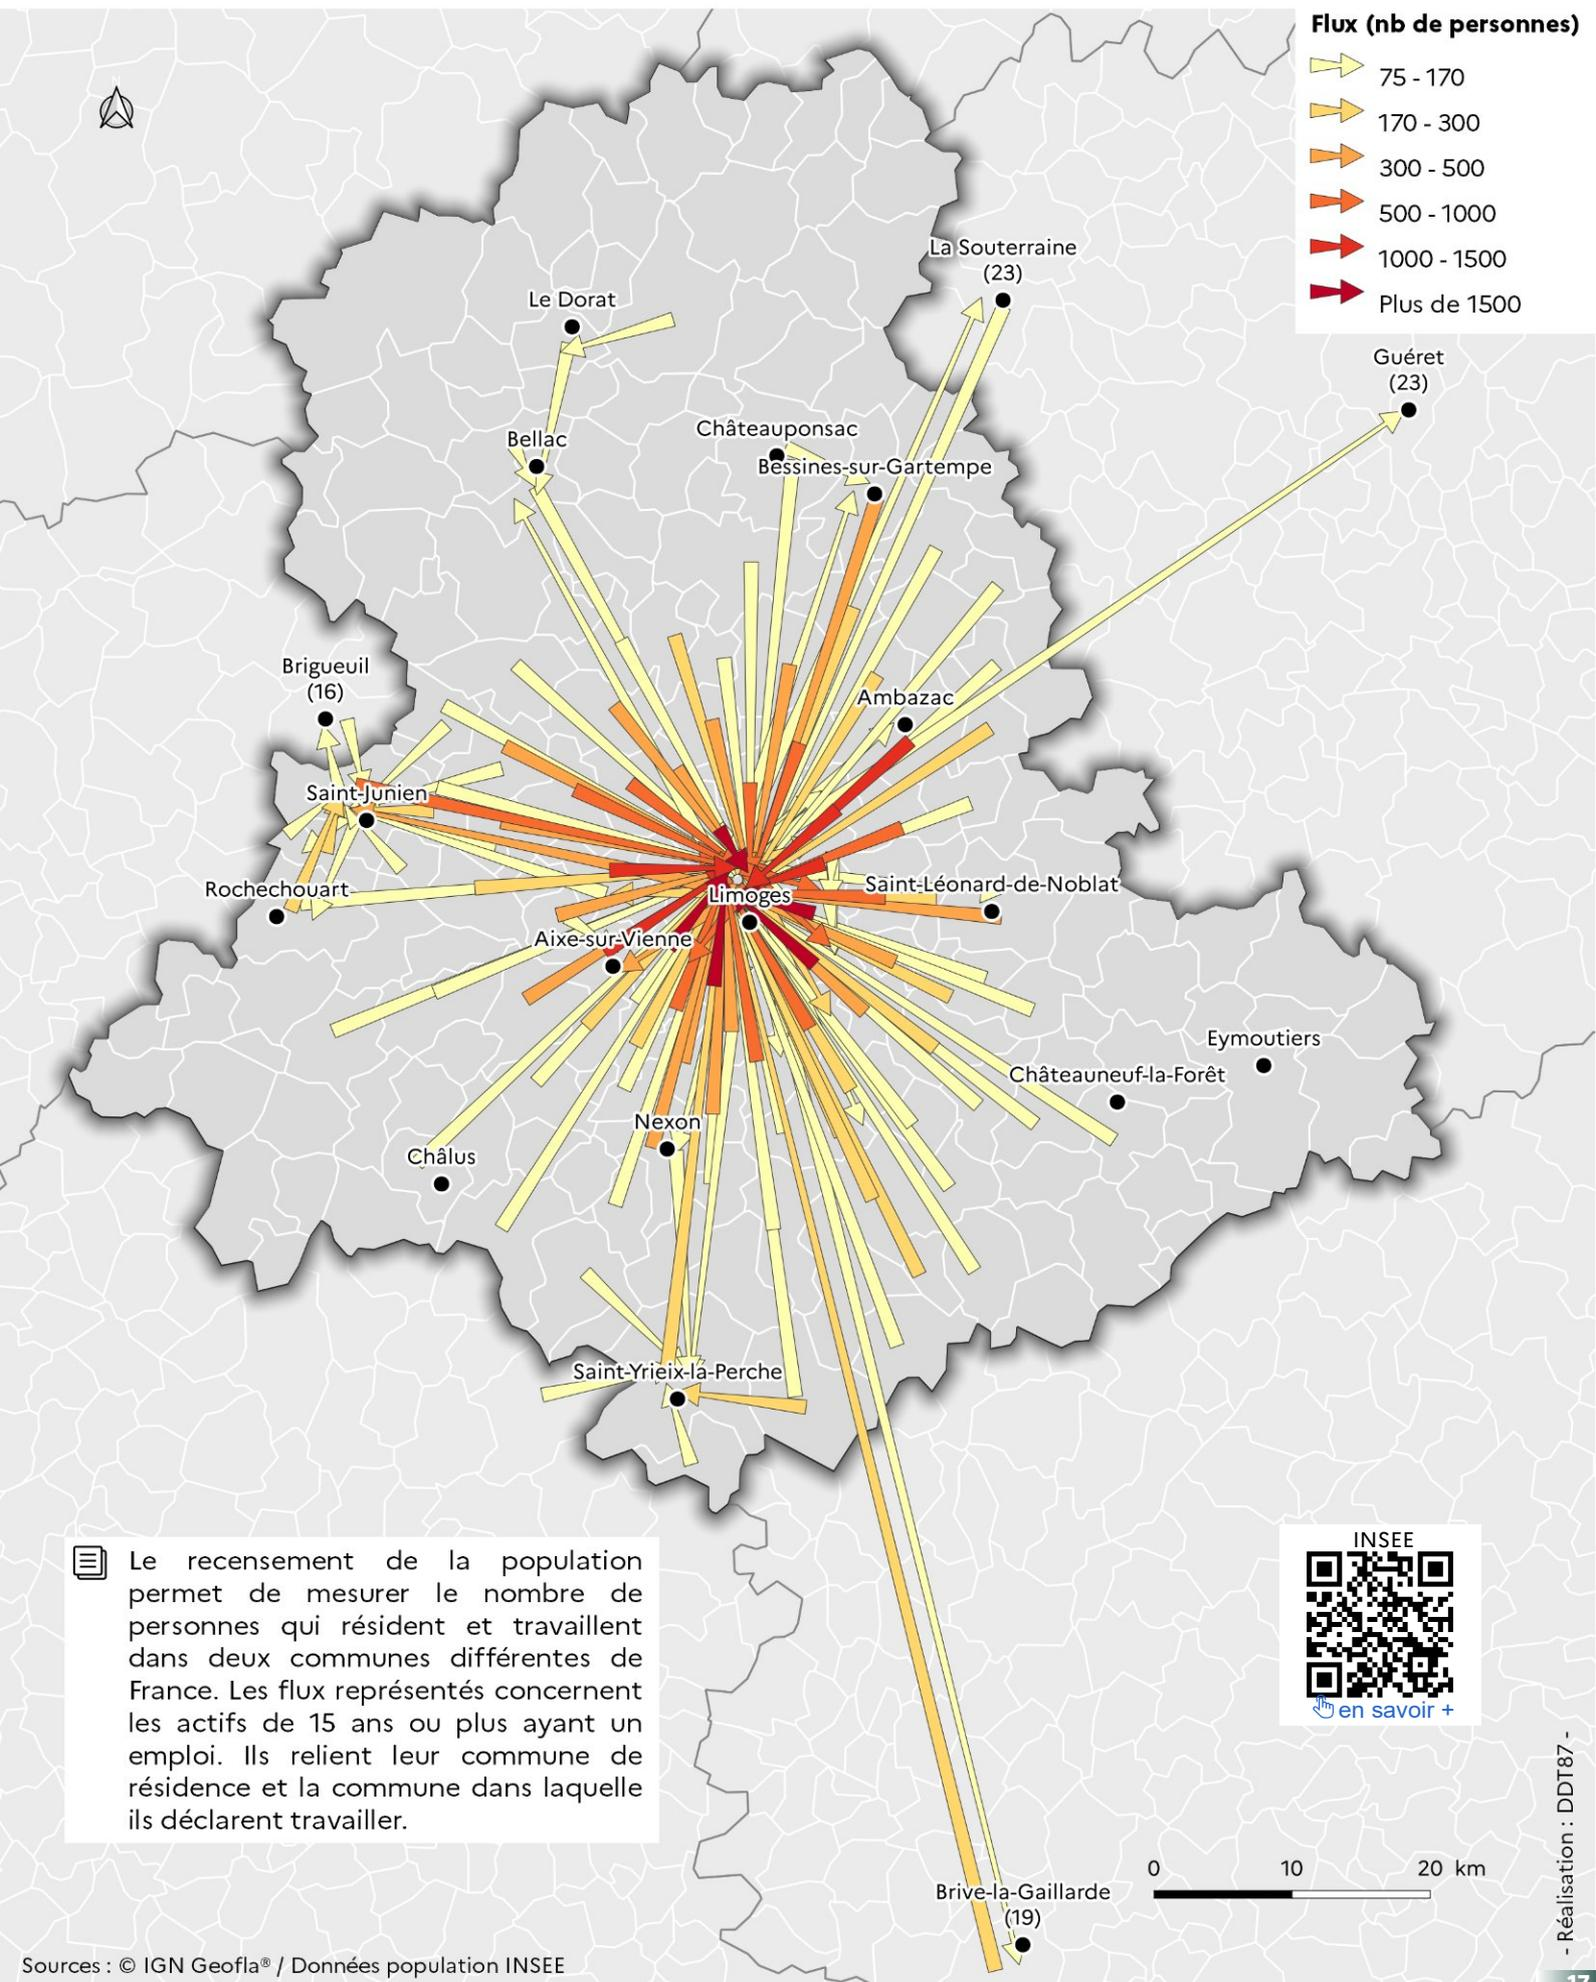 Flux (nb de personnes)
75 - 170
170 - 300
300 - 500
500 - 1000
1000 - 1500
Plus de 1500
N
La Souterraine
(23)
Le Dorat
Guéret
(23)
Châteauponsac
Bellac
Bessines-sur-Gartempe
Brigueuil
(16)
Ambazac
Saint-Junien
Rochechouart
Saint-Léonard-de-Noblat
Limoges
Aixe-sur-Vienne
Eymoutiers
Châteauneuf-la-Forêt
Nexon
Châlus
Saint-Yrieix-la-Perche
Le recensement de la population
permet de mesurer le nombre de
personnes qui résident et travaillent
dans deux communes différentes de
France. Les flux représentés concernent
les actifs de 15 ans ou plus ayant un
emploi. Ils relient leur commune de
résidence et la commune dans laquelle
ils déclarent travailler.
INSEE
en savoir +
0 10 20 km
Brive-la-Gaillarde
(19)
- Réalisation : DDT87 -
Sources : © IGN Geofla® / Données population INSEE